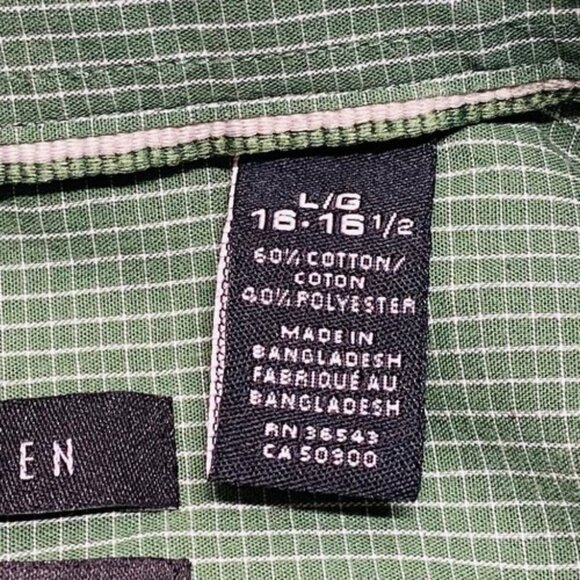 L/G
16·16 1/2
60% COTTON/
COTON
40% POLYESTER
MADE IN
BANGLADESH
FABRIQUÉ AU
BANGLADESH
RN 36543
CA 50900
EN